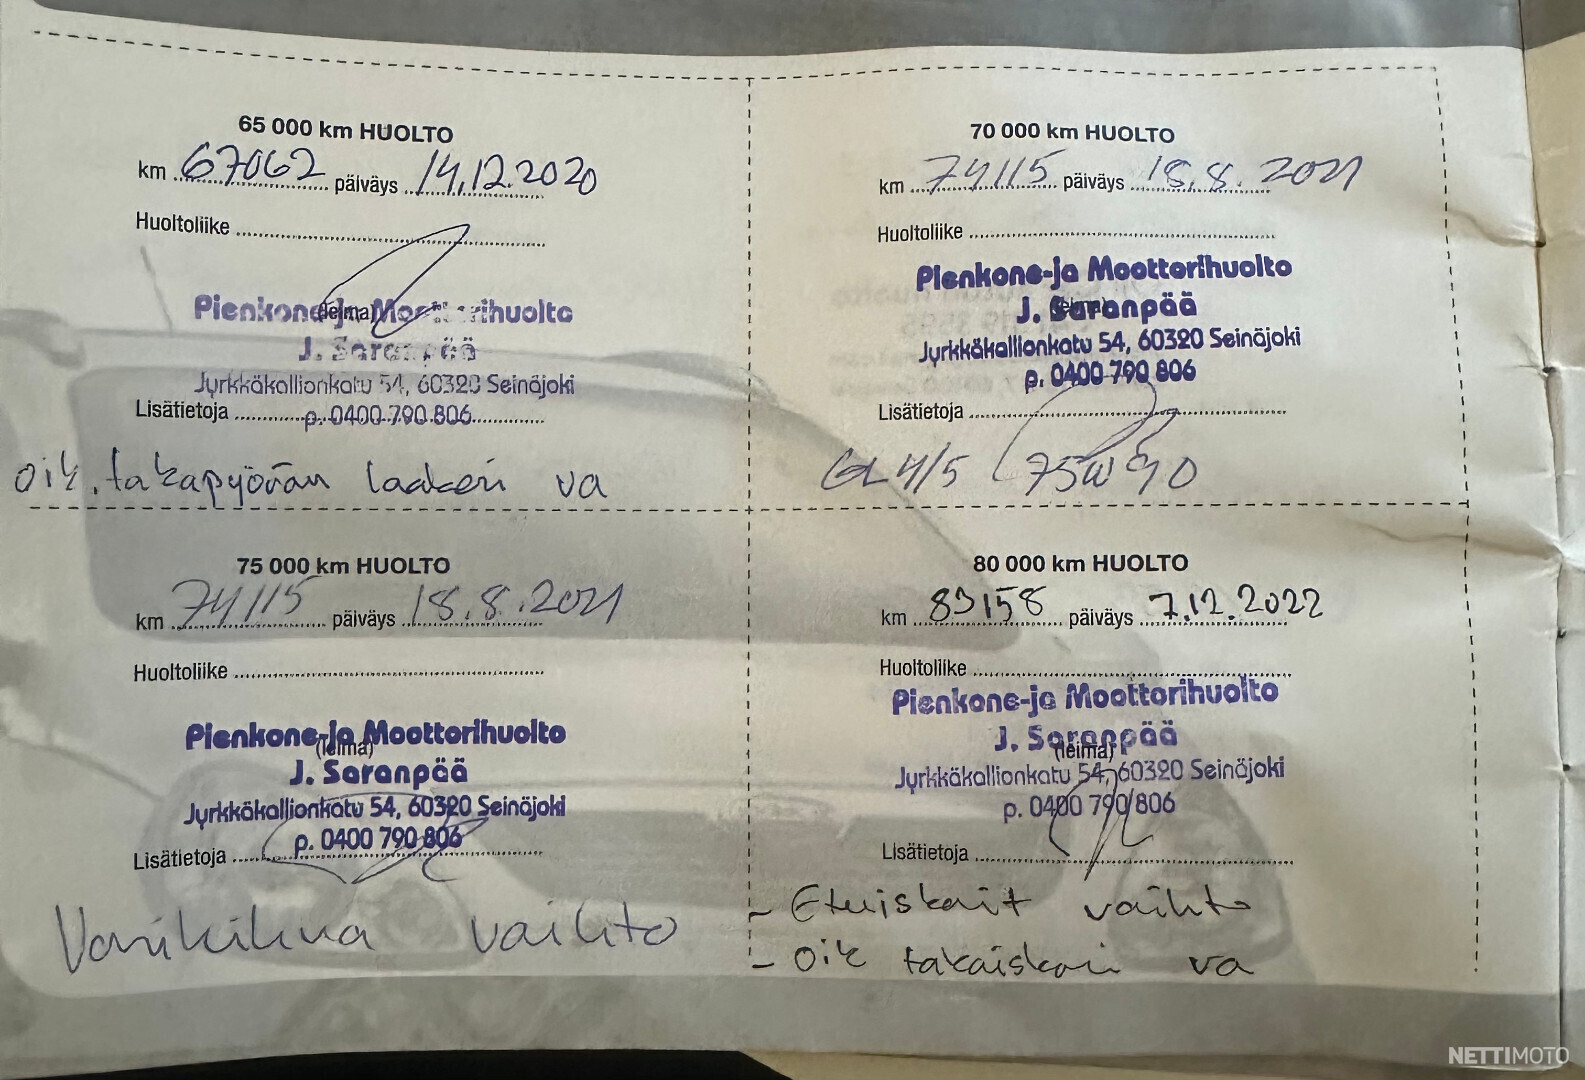 65 000 km HUOLTO
km 67062 päiväys 14.12.2020
Huoltoliike
(leima)
Pienkone-ja Moottorihuolto
J. Saranpää
Jyrkkäkallionkatu 54, 60320 Seinäjoki
p. 0400 790 806
Lisätietoja
oik. takapyörän laakeri va
70 000 km HUOLTO
km 74115 päiväys 18.8.2021
Huoltoliike
Pienkone-ja Moottorihuolto
(leima)
J. Saranpää
Jyrkkäkallionkatu 54, 60320 Seinäjoki
p. 0400 790 806
Lisätietoja
GL 4/5 75W90
75 000 km HUOLTO
km 74115 päiväys 18.8.2021
Huoltoliike
Pienkone-ja Moottorihuolto
(leima)
J. Saranpää
Jyrkkäkallionkatu 54, 60320 Seinäjoki
p. 0400 790 806
Lisätietoja
vaihto
80 000 km HUOLTO
km 83158 päiväys 7.12.2022
Huoltoliike
Pienkone-ja Moottorihuolto
J. Saranpää
(leima)
Jyrkkäkallionkatu 54, 60320 Seinäjoki
p. 0400 790 806
Lisätietoja
- Etuiskarit vaihto
- oik takaiskari va
NETTIMOTO